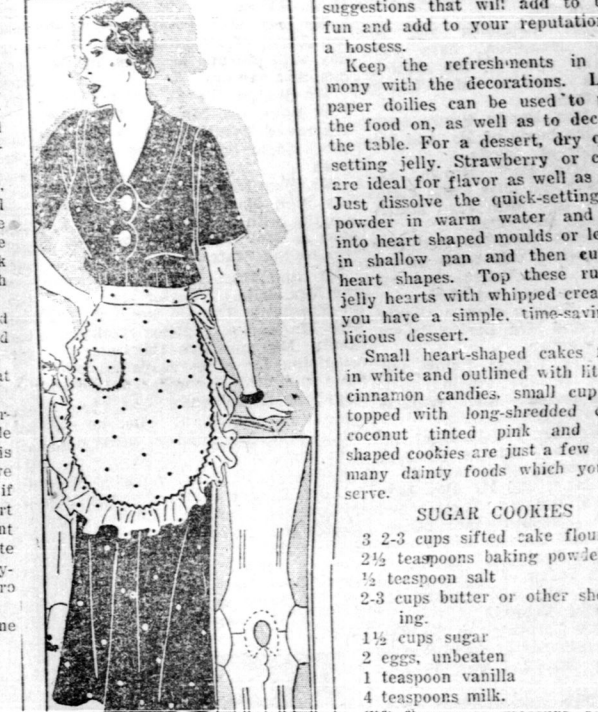 suggestions that will add to
fun and add to your reputation
a hostess.
Keep the refreshments in
mony with the decorations.
paper doilies can be used to
the food on, as well as to dec
the table. For a dessert, dry
setting jelly. Strawberry or
are ideal for flavor as well as
Just dissolve the quick-setting
powder in warm water and
into heart shaped moulds or le
in shallow pan and then cu
heart shapes. Top these ru
jelly hearts with whipped crea
you have a simple, time-savi
licious dessert.
Small heart-shaped cakes
in white and outlined with lit
cinnamon candies, small cup
topped with long-shredded
coconut tinted pink and
shaped cookies are just a few
many dainty foods which yo
serve.
SUGAR COOKIES
3 2-3 cups sifted cake flou
2½ teaspoons baking powde
½ teaspoon salt
2-3 cups butter or other sho
ing.
1½ cups sugar
2 eggs, unbeaten
1 teaspoon vanilla
4 teaspoons milk.